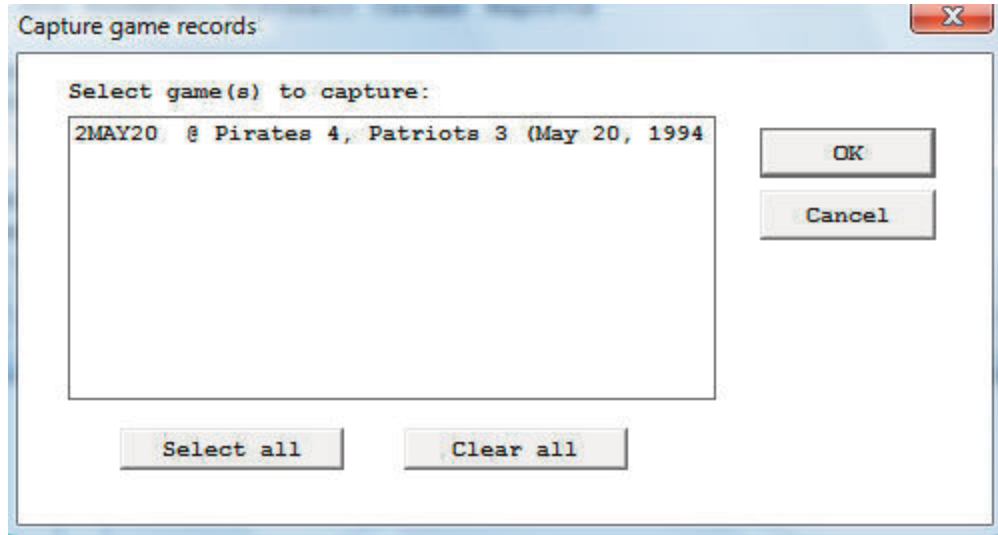 Capture game records
Select game(s) to capture:
2MAY20 @ Pirates 4, Patriots 3 (May 20, 1994
OK
Cancel
Select all
Clear all